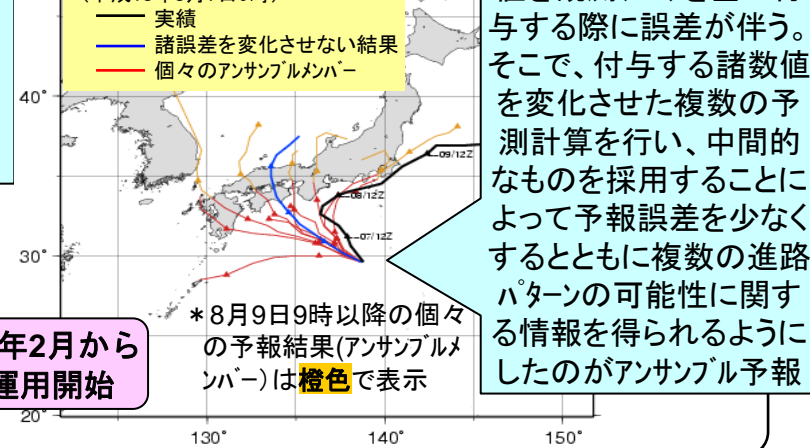 実績
諸誤差を変化させない結果
個々のアンサンブルメンバー
与する際に誤差が伴う。
そこで、付与する諸数値
を変化させた複数の予
測計算を行い、中間的
なものを採用することに
よって予報誤差を少なく
するとともに複数の進路
パターンの可能性に関す
る情報を得られるように
したのがアンサンブル予報
40°
30°
20°
09/12Z
08/12Z
07/12Z
*8月9日9時以降の個々
の予報結果(アンサンブルメ
ンバー)は橙色で表示
年2月から
運用開始
130°
140°
150°